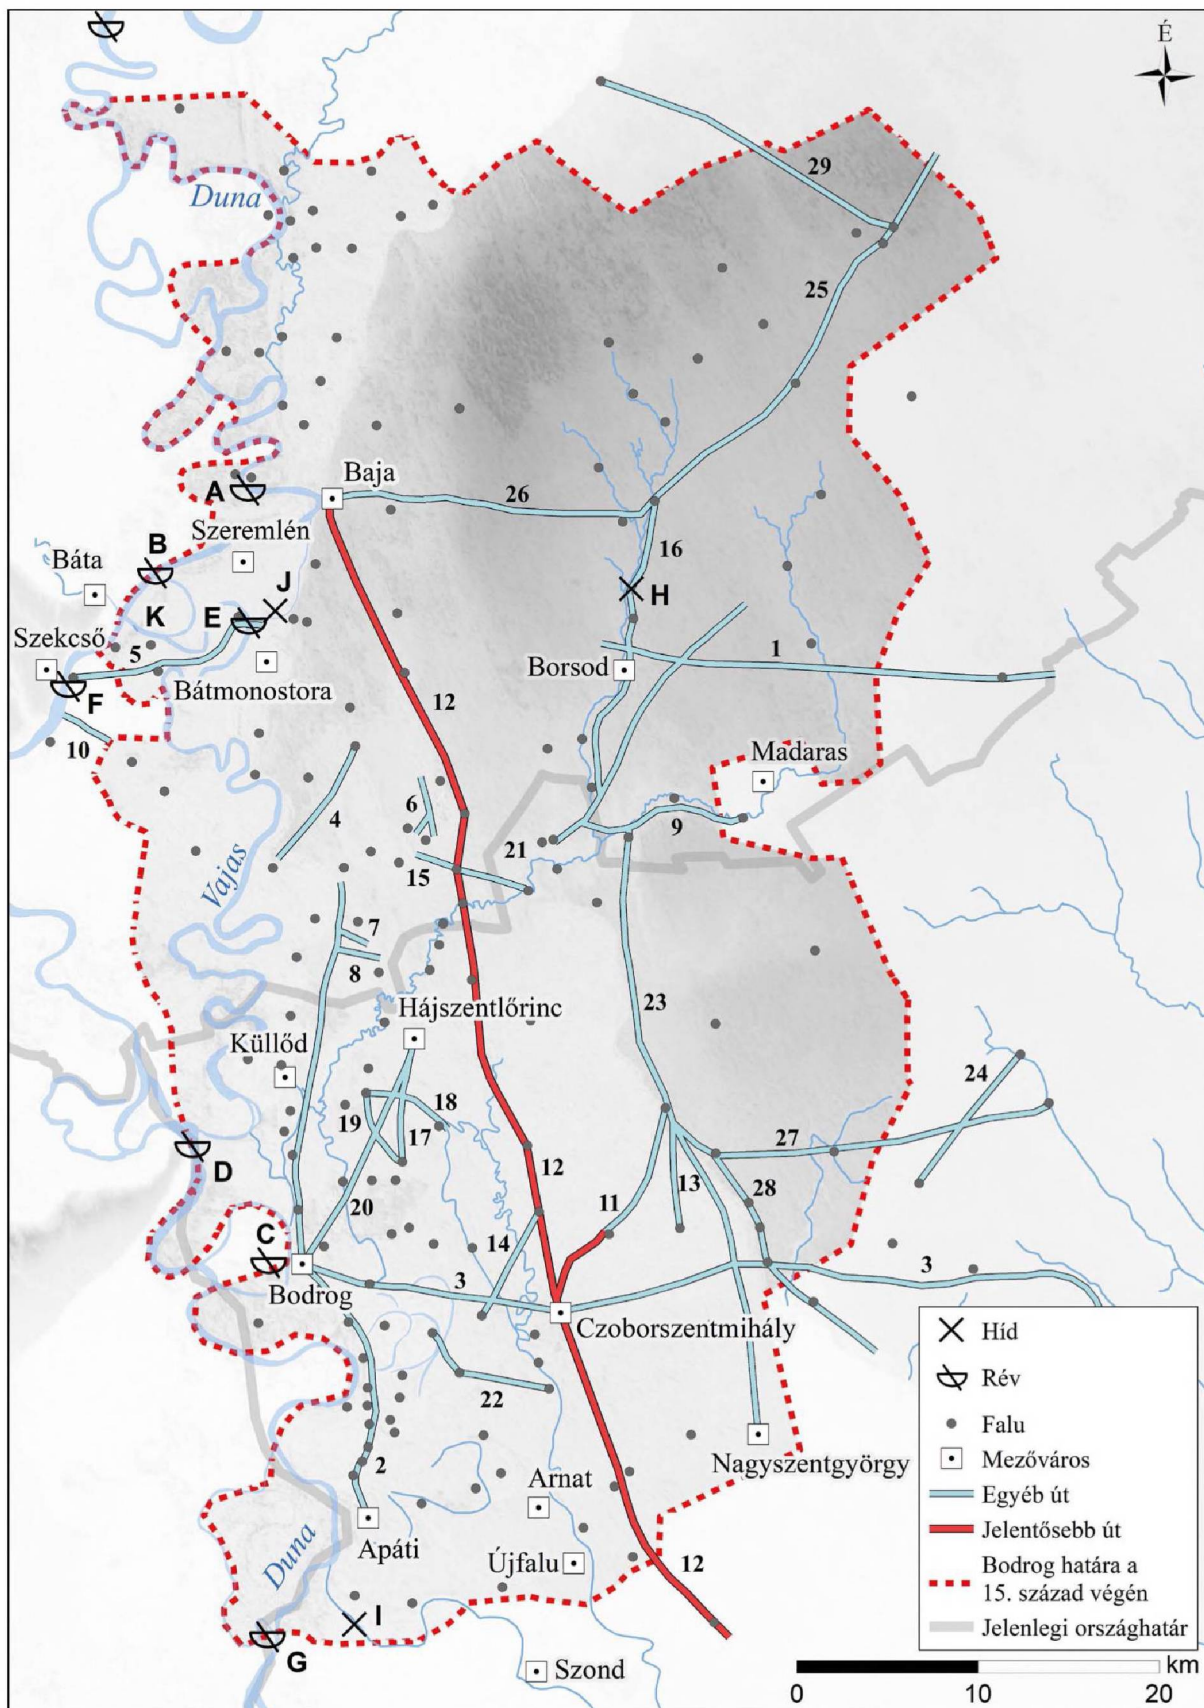 É
29
Duna
25
Baja
A
26
Szeremlén
16
B
Báta
J
H
K
E
Szekcső
5
1
Borsod
Bátmonostora
F
12
10
Madaras
6
4
9
21
15
Vajas
7
8
23
Hájszentlőrinc
Küllőd
24
18
19
17
27
D
12
28
11
13
20
C
14
3
3
Bodrog
Czoborszentmihály
22
2
Nagyszentgyörgy
Arnat
Apáti
Újfalu
12
Duna
I
G
Szond
Híd
Rév
Falu
Mezőváros
Egyéb út
Jelentősebb út
Bodrog határa a
15. század végén
Jelenlegi országhatár
km
0
20